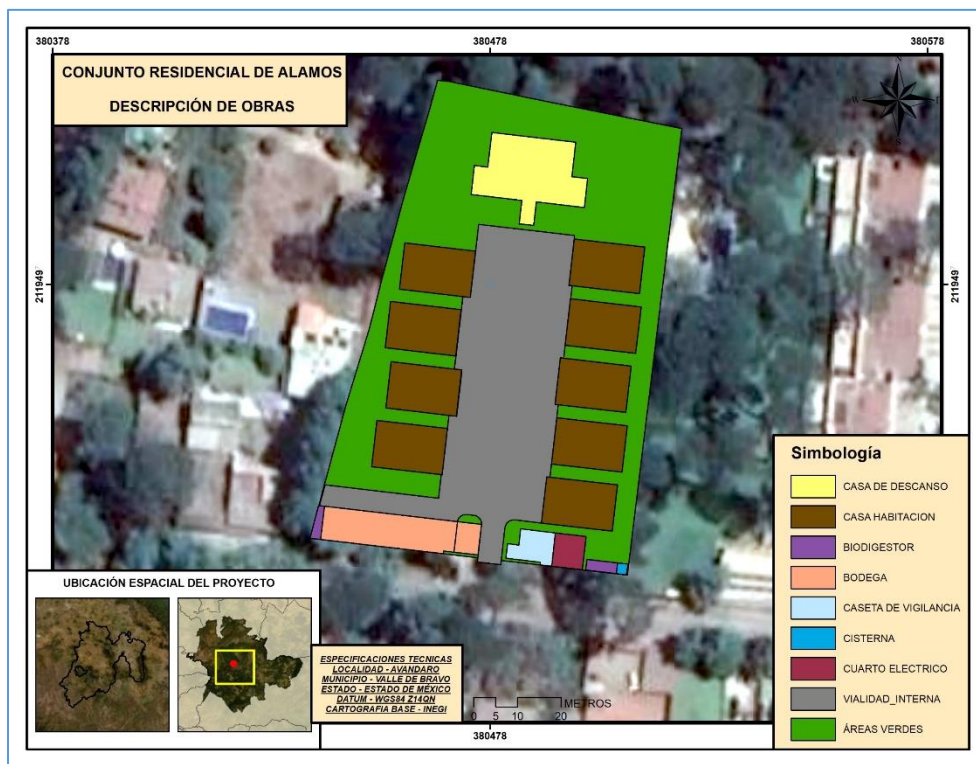 380378
380478
380578
CONJUNTO RESIDENCIAL DE ALAMOS
DESCRIPCIÓN DE OBRAS
N
W
E
S
211949
211949
Simbología
CASA DE DESCANSO
CASA HABITACION
BIODIGESTOR
BODEGA
CASETA DE VIGILANCIA
CISTERNA
CUARTO ELECTRICO
VIALIDAD_INTERNA
ÁREAS VERDES
UBICACIÓN ESPACIAL DEL PROYECTO
ESPECIFICACIONES TECNICAS
LOCALIDAD - AVANDARO
MUNICIPIO - VALLE DE BRAVO
ESTADO - ESTADO DE MÉXICO
DATUM - WGS84 Z14QN
CARTOGRAFIA BASE - INEGI
METROS
0 5 10 20
380478